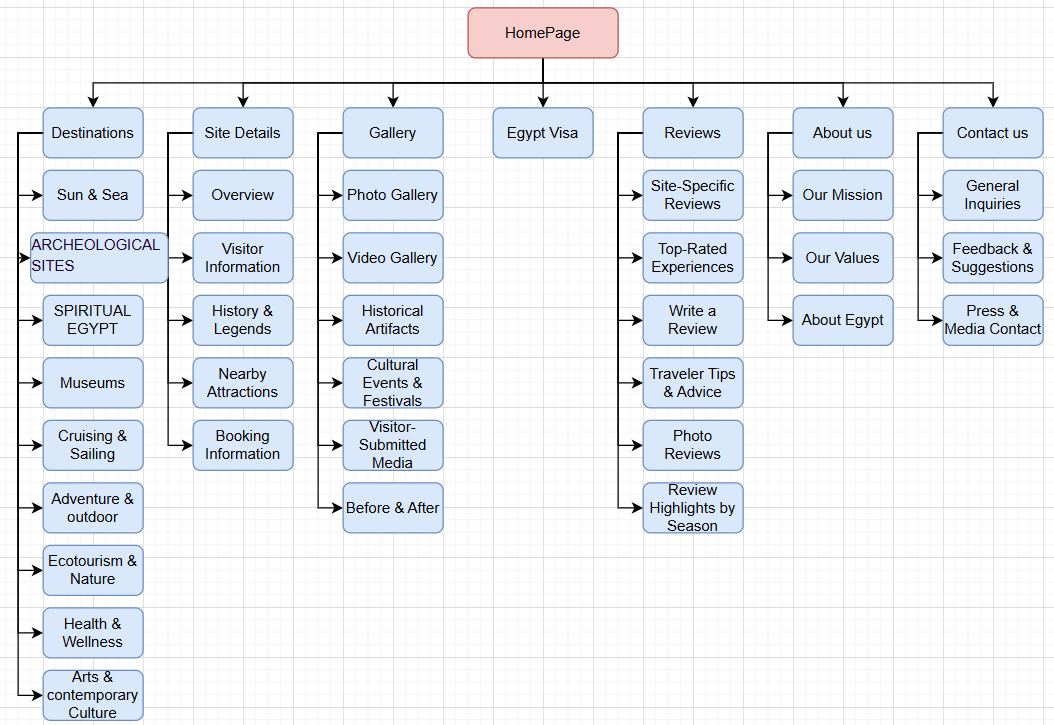 HomePage
Destinations
Site Details
Gallery
Egypt Visa
Reviews
About us
Contact us
Sun & Sea
ARCHEOLOGICAL
SITES
SPIRITUAL
EGYPT
Museums
Cruising &
Sailing
Adventure &
outdoor
Ecotourism &
Nature
Health &
Wellness
Arts &
contemporary
Culture
Overview
Visitor
Information
History &
Legends
Nearby
Attractions
Booking
Information
Photo Gallery
Video Gallery
Historical
Artifacts
Cultural
Events &
Festivals
Visitor-
Submitted
Media
Before & After
Site-Specific
Reviews
Top-Rated
Experiences
Write a
Review
Traveler Tips
& Advice
Photo
Reviews
Review
Highlights by
Season
Our Mission
Our Values
About Egypt
General
Inquiries
Feedback &
Suggestions
Press &
Media Contact